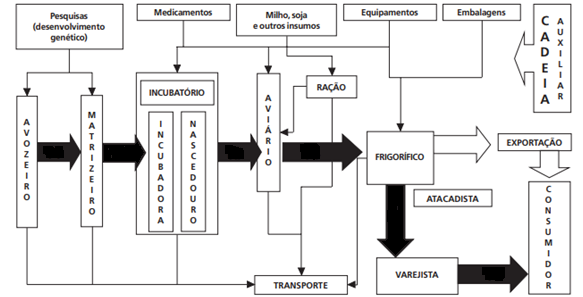 Pesquisas
(desenvolvimento
genético)
Medicamentos
Milho, soja
e outros insumos
Equipamentos
Embalagens
CADEIA
AUXILIAR
AVOZEIRO
MATRIZEIRO
INCUBATÓRIO
INCUBADORA
NASCEDOURO
AVIÁRIO
RAÇÃO
FRIGORÍFICO
EXPORTAÇÃO
ATACADISTA
CONSUMIDOR
TRANSPORTE
VAREJISTA